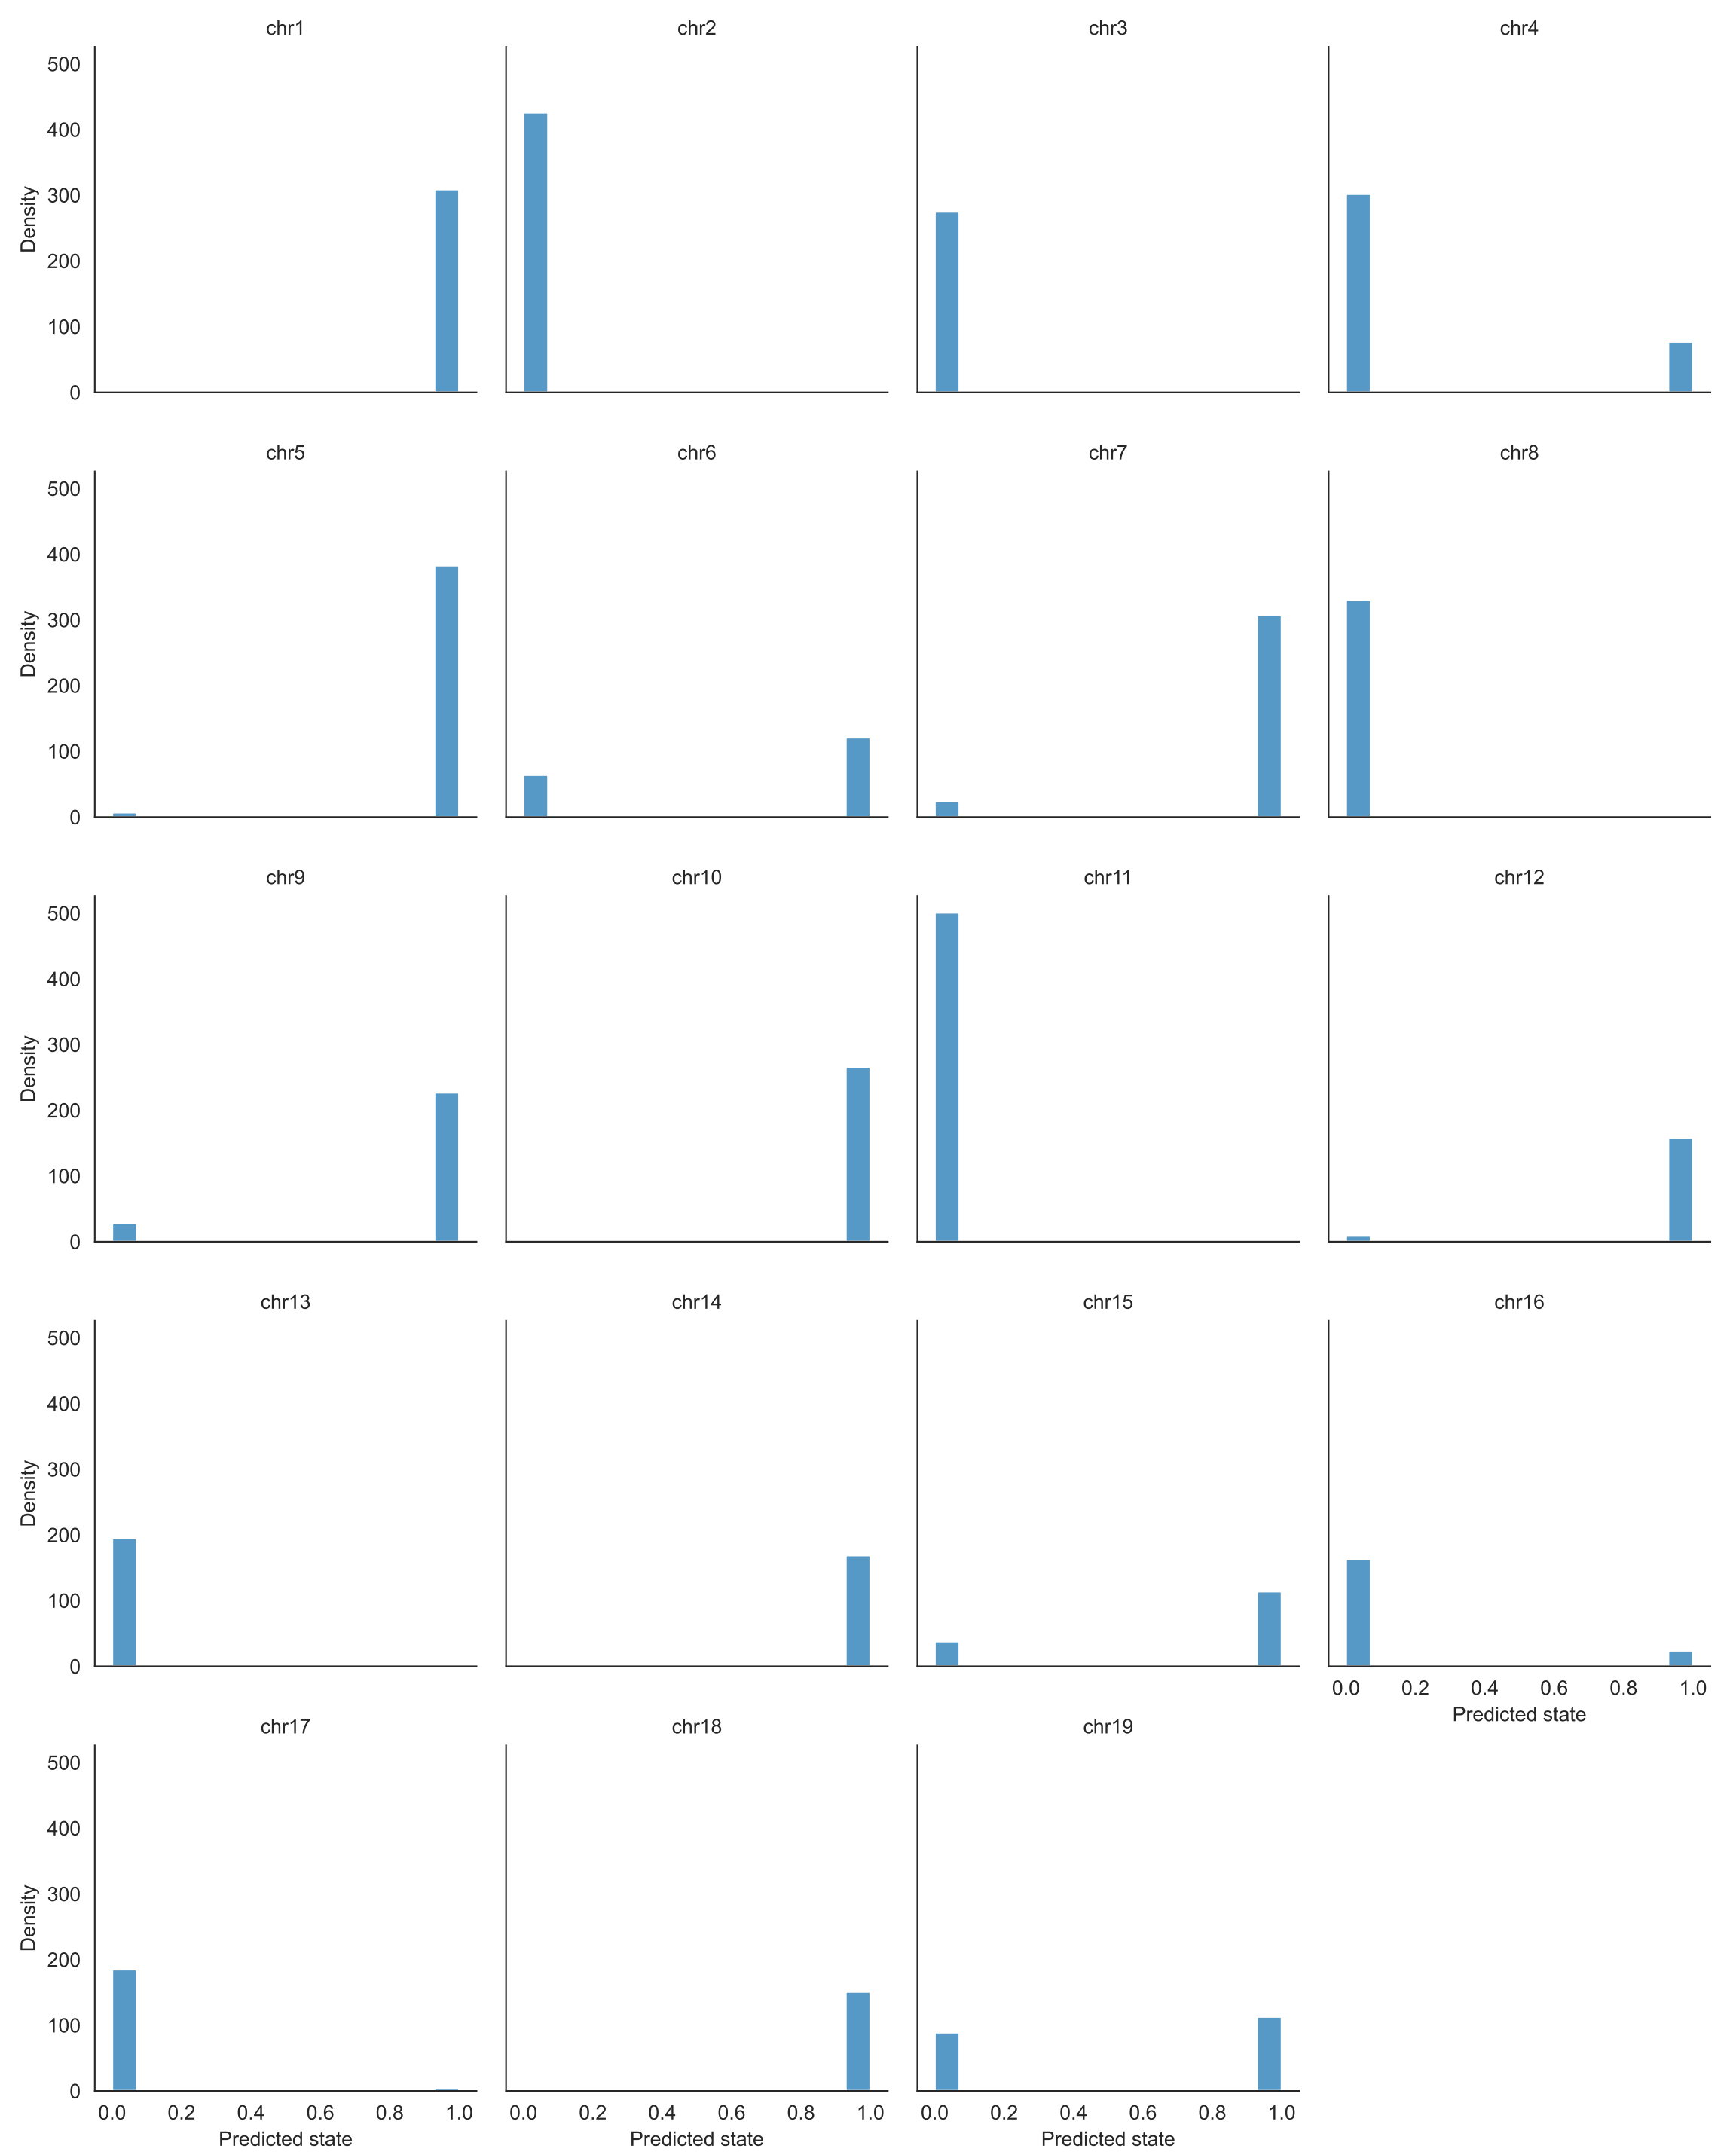 chr1 chr2 chr3 chr4
500
400
300
200
100
0
Density
chr5 chr6 chr7 chr8
500
400
300
200
100
0
Density
chr9 chr10 chr11 chr12
500
400
300
200
100
0
Density
chr13 chr14 chr15 chr16
500
400
300
200
100
0
Density
0.0 0.2 0.4 0.6 0.8 1.0
Predicted state
chr17 chr18 chr19
500
400
300
200
100
0
Density
0.0 0.2 0.4 0.6 0.8 1.0 0.0 0.2 0.4 0.6 0.8 1.0 0.0 0.2 0.4 0.6 0.8 1.0
Predicted state Predicted state Predicted state